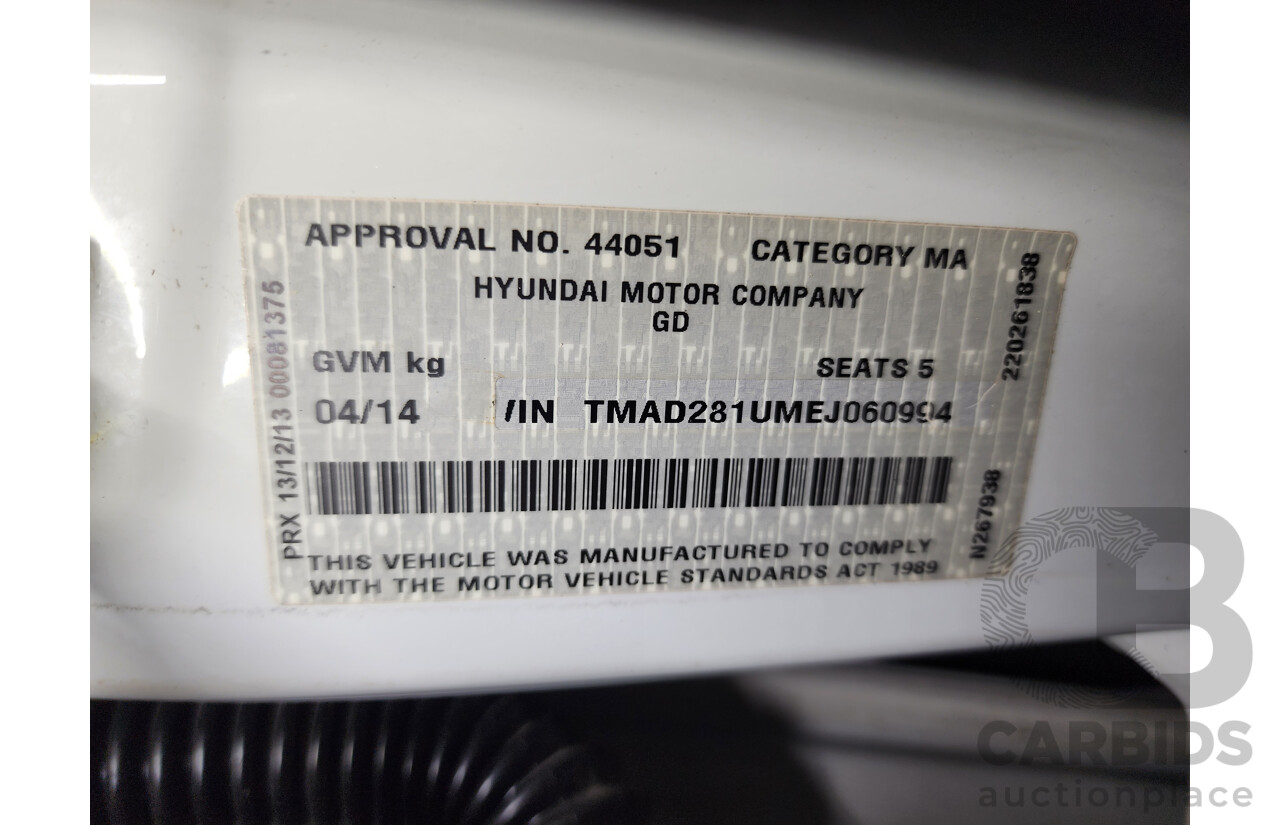 APPROVAL NO. 44051 CATEGORY MA
HYUNDAI MOTOR COMPANY
GD
GVM kg SEATS 5
04/14 /IN TMAD281UMEJ060994
THIS VEHICLE WAS MANUFACTURED TO COMPLY
WITH THE MOTOR VEHICLE STANDARDS ACT 1989
PRX 13/12/13 00081375
220261838
N267938
CB
CARBIDS
auctionplace